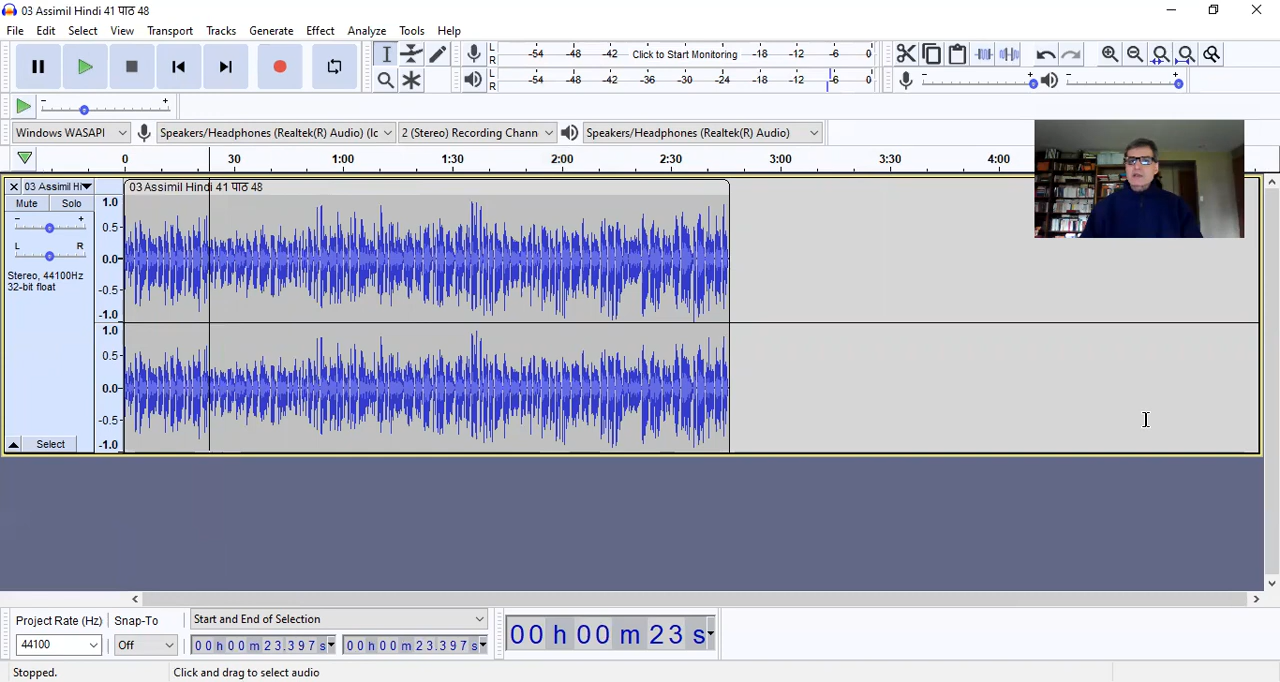 03 Assimil Hindi 41 पाठ 48
File Edit Select View Transport Tracks Generate Effect Analyze Tools Help
L R -54 -48 -42 Click to Start Monitoring -18 -12 -6 0
L R -54 -48 -42 -36 -30 -24 -18 -12 -6 0
- +
- +
- +
Windows WASAPI
Speakers/Headphones (Realtek(R) Audio) (lc
2 (Stereo) Recording Chann
Speakers/Headphones (Realtek(R) Audio)
0 30 1:00 1:30 2:00 2:30 3:00 3:30 4:00
03 Assimil Hi
03 Assimil Hindi 41 पाठ 48
Mute Solo
- +
L R
Stereo, 44100Hz
32-bit float
Select
1.0
0.5
0.0
-0.5
-1.0
1.0
0.5
0.0
-0.5
-1.0
Project Rate (Hz) Snap-To
Start and End of Selection
44100
Off
00 h 00 m 23.397 s
00 h 00 m 23.397 s
00 h 00 m 23 s
Stopped.
Click and drag to select audio